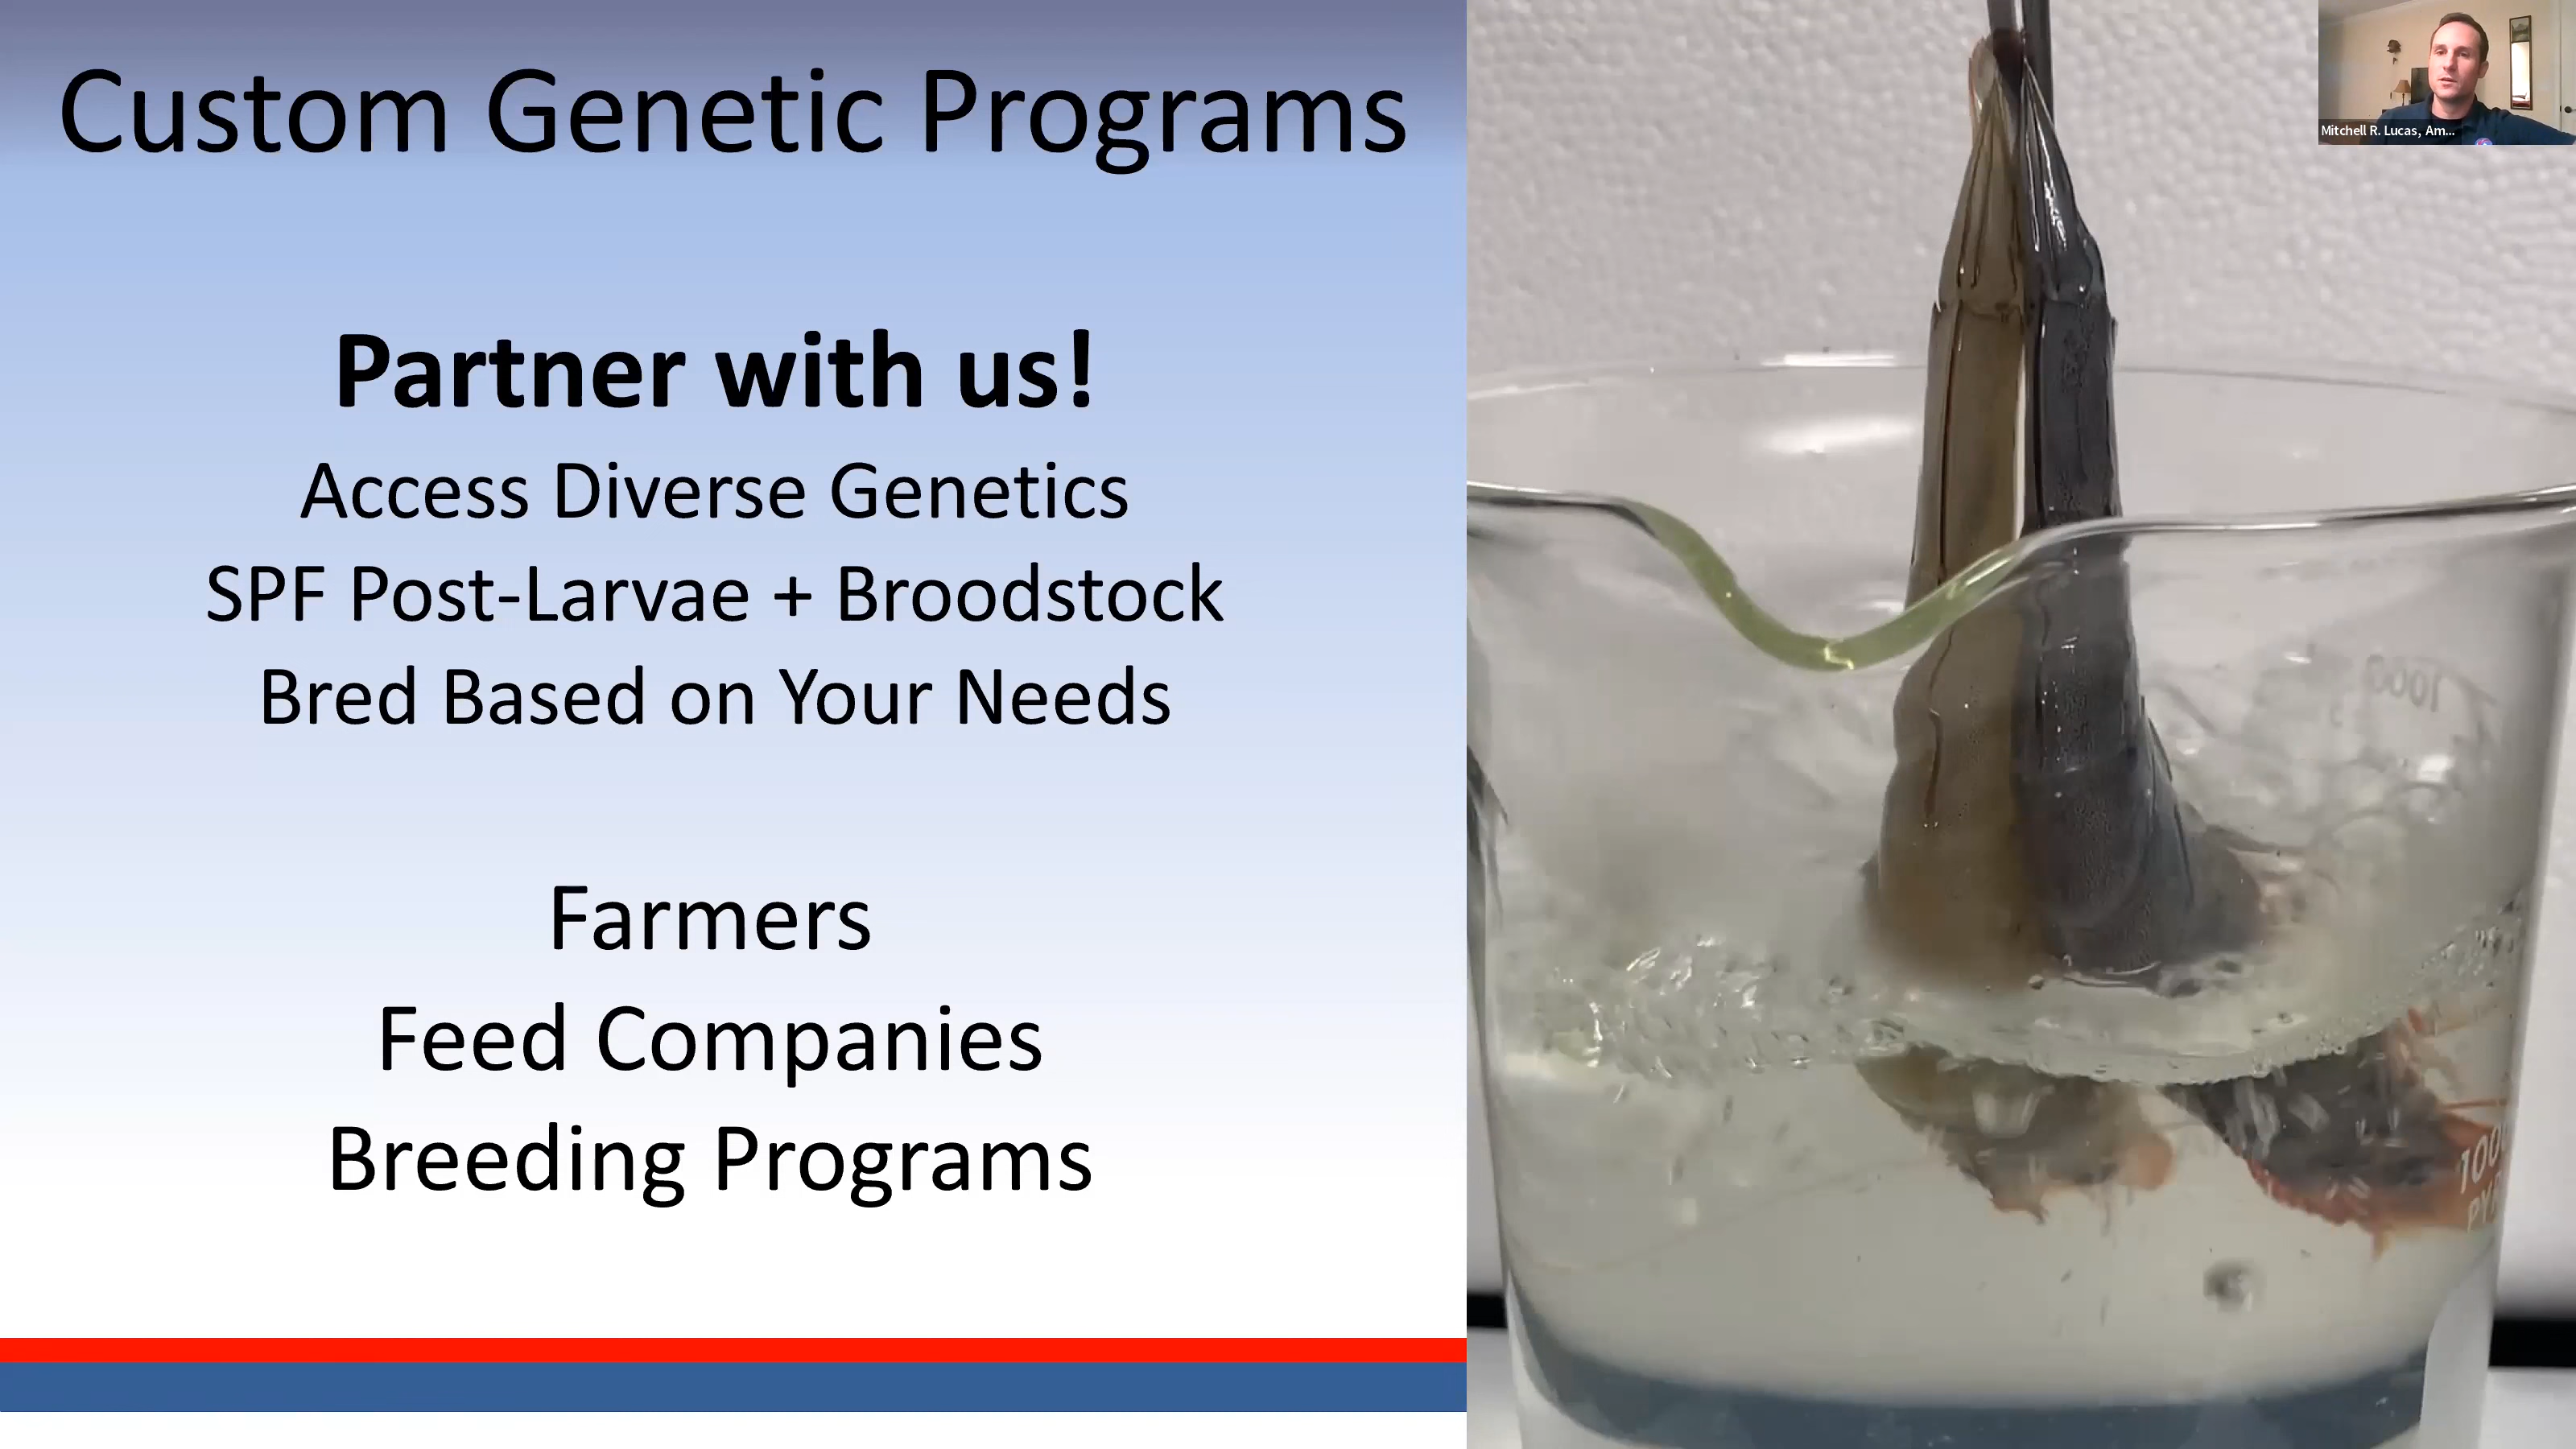 Custom Genetic Programs
Mitchell R. Lucas, Am...
Partner with us!
Access Diverse Genetics
SPF Post-Larvae + Broodstock
Bred Based on Your Needs
Farmers
Feed Companies
Breeding Programs
1000